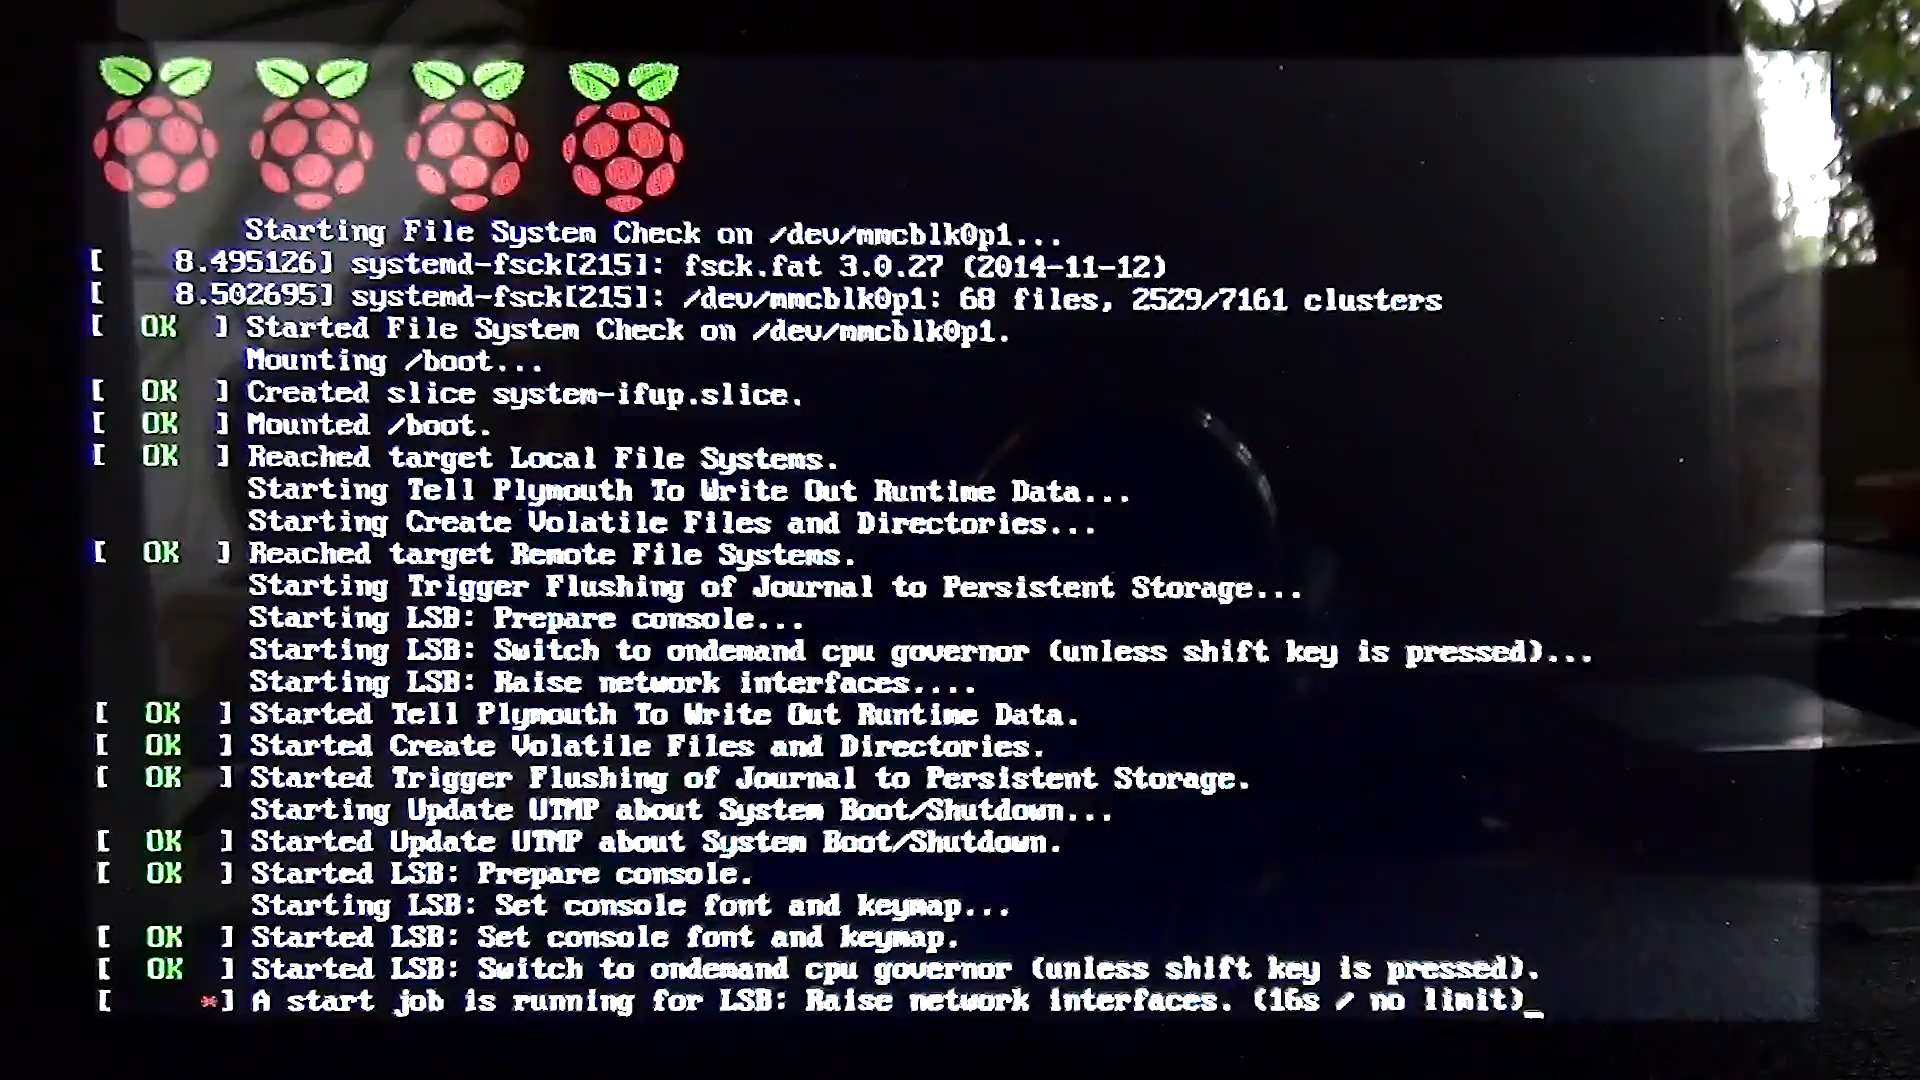 Starting File System Check on /dev/mmcblk0p1...
[    8.495126] systemd-fsck[215]: fsck.fat 3.0.27 (2014-11-12)
[    8.502695] systemd-fsck[215]: /dev/mmcblk0p1: 68 files, 2529/7161 clusters
[  OK  ] Started File System Check on /dev/mmcblk0p1.
Mounting /boot...
[  OK  ] Created slice system-ifup.slice.
[  OK  ] Mounted /boot.
[  OK  ] Reached target Local File Systems.
Starting Tell Plymouth To Write Out Runtime Data...
Starting Create Volatile Files and Directories...
[  OK  ] Reached target Remote File Systems.
Starting Trigger Flushing of Journal to Persistent Storage...
Starting LSB: Prepare console...
Starting LSB: Switch to ondemand cpu governor (unless shift key is pressed)...
Starting LSB: Raise network interfaces....
[  OK  ] Started Tell Plymouth To Write Out Runtime Data.
[  OK  ] Started Create Volatile Files and Directories.
[  OK  ] Started Trigger Flushing of Journal to Persistent Storage.
Starting Update UTMP about System Boot/Shutdown...
[  OK  ] Started Update UTMP about System Boot/Shutdown.
[  OK  ] Started LSB: Prepare console.
Starting LSB: Set console font and keymap...
[  OK  ] Started LSB: Set console font and keymap.
[  OK  ] Started LSB: Switch to ondemand cpu governor (unless shift key is pressed).
[     *] A start job is running for LSB: Raise network interfaces. (16s / no limit)_